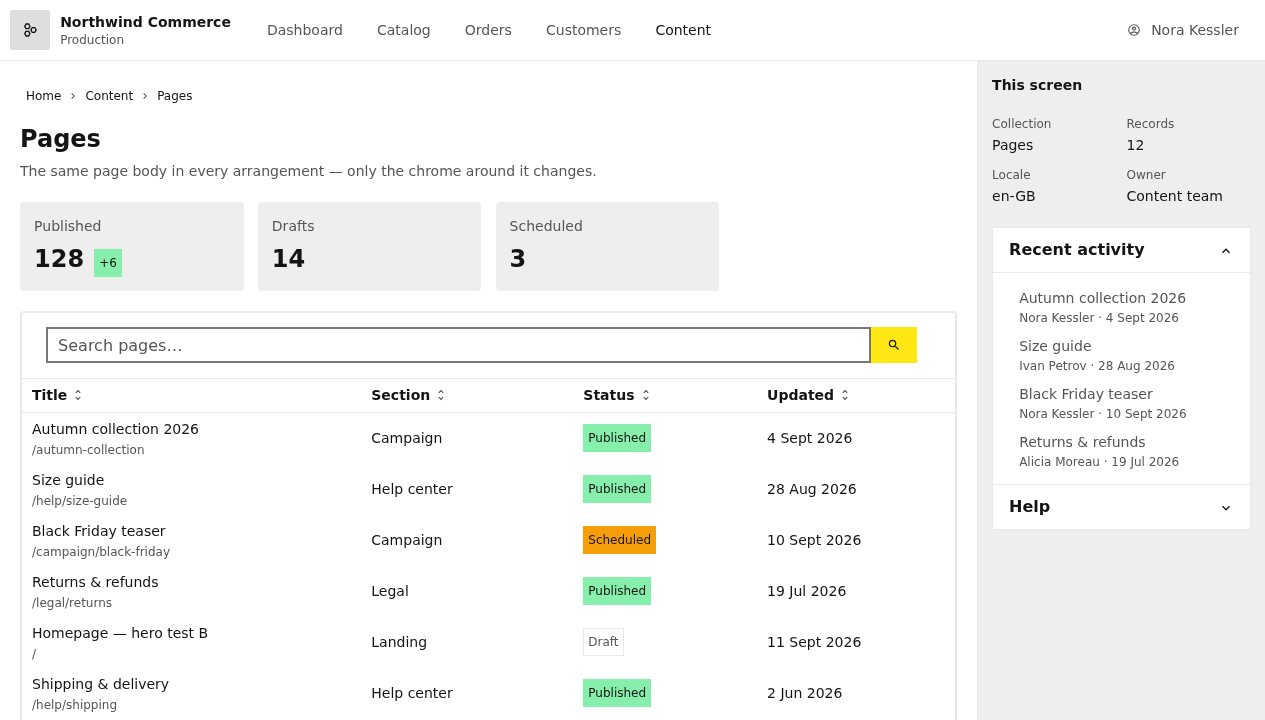 Northwind Commerce
Production
Dashboard Catalog Orders Customers Content
Nora Kessler
Home › Content › Pages
Pages
The same page body in every arrangement — only the chrome around it changes.
Published
128 +6
Drafts
14
Scheduled
3
Search pages…
Title Section Status Updated
Autumn collection 2026
/autumn-collection
Campaign Published 4 Sept 2026
Size guide
/help/size-guide
Help center Published 28 Aug 2026
Black Friday teaser
/campaign/black-friday
Campaign Scheduled 10 Sept 2026
Returns & refunds
/legal/returns
Legal Published 19 Jul 2026
Homepage — hero test B
/
Landing Draft 11 Sept 2026
Shipping & delivery
/help/shipping
Help center Published 2 Jun 2026
This screen
Collection Records
Pages 12
Locale Owner
en-GB Content team
Recent activity
Autumn collection 2026
Nora Kessler · 4 Sept 2026
Size guide
Ivan Petrov · 28 Aug 2026
Black Friday teaser
Nora Kessler · 10 Sept 2026
Returns & refunds
Alicia Moreau · 19 Jul 2026
Help